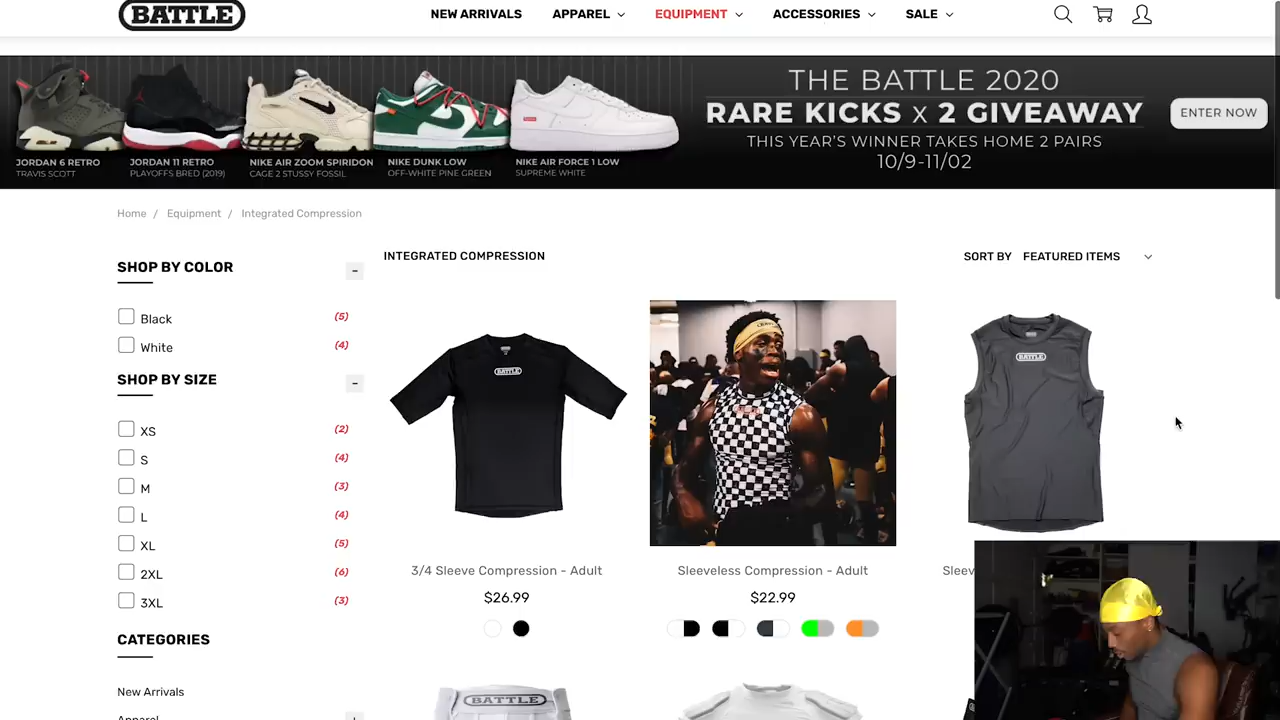 BATTLE
NEW ARRIVALS
APPAREL
EQUIPMENT
ACCESSORIES
SALE
THE BATTLE 2020
RARE KICKS x 2 GIVEAWAY
THIS YEAR'S WINNER TAKES HOME 2 PAIRS
10/9-11/02
ENTER NOW
JORDAN 6 RETRO
TRAVIS SCOTT
JORDAN 11 RETRO
PLAYOFFS BRED (2019)
NIKE AIR ZOOM SPIRIDON
CAGE 2 STUSSY FOSSIL
NIKE DUNK LOW
OFF-WHITE PINE GREEN
NIKE AIR FORCE 1 LOW
SUPREME WHITE
Home / Equipment / Integrated Compression
SHOP BY COLOR
Black (5)
White (4)
SHOP BY SIZE
XS (2)
S (4)
M (3)
L (4)
XL (5)
2XL (6)
3XL (3)
CATEGORIES
New Arrivals
Apparel
INTEGRATED COMPRESSION
SORT BY FEATURED ITEMS
BATTLE
BATTLE
3/4 Sleeve Compression - Adult
$26.99
Sleeveless Compression - Adult
$22.99
Sleev
BATTLE